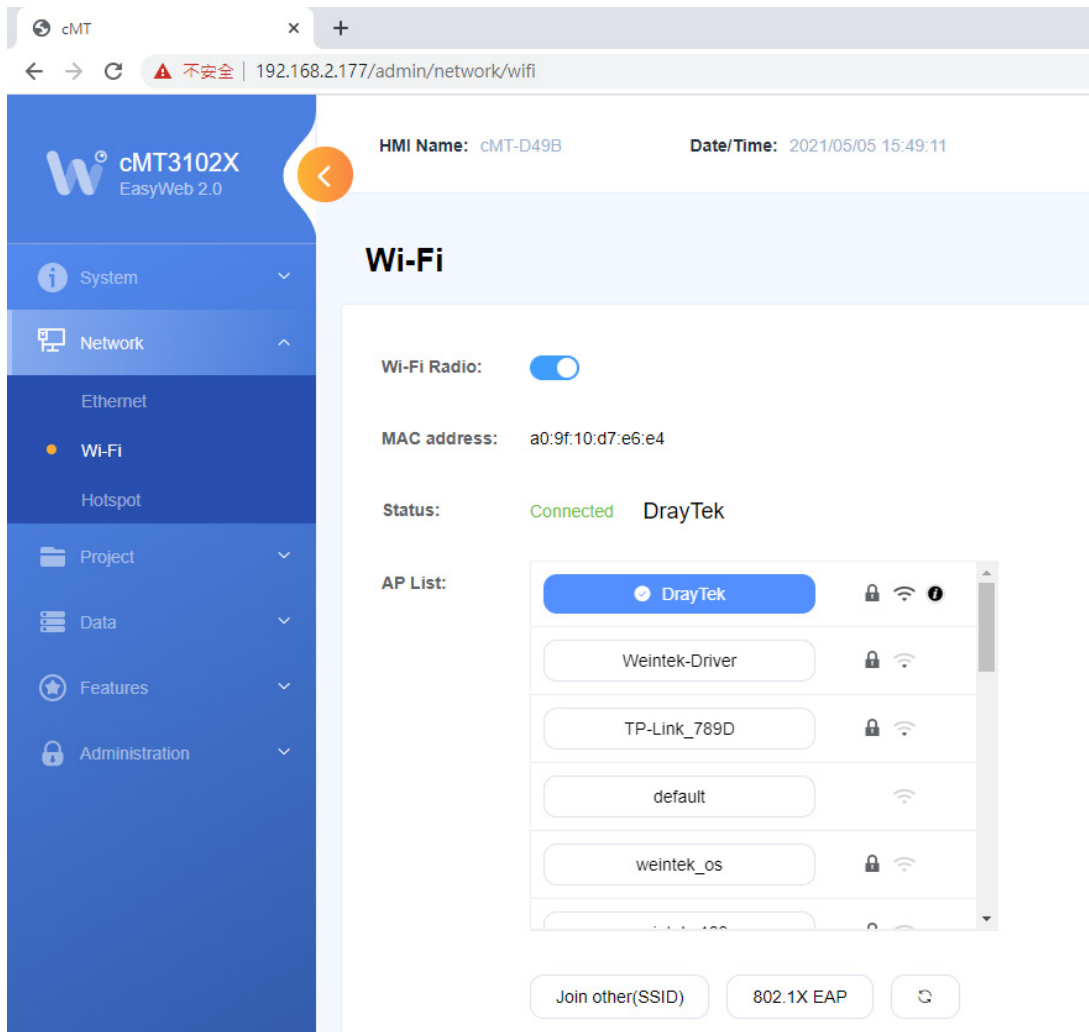 cMT
不安全 192.168.2.177/admin/network/wifi
cMT3102X
EasyWeb 2.0
HMI Name: cMT-D49B Date/Time: 2021/05/05 15:49:11
System
Network
Ethernet
Wi-Fi
Hotspot
Project
Data
Features
Administration
Wi-Fi
Wi-Fi Radio:
MAC address: a0:9f:10:d7:e6:e4
Status: Connected DrayTek
AP List:
DrayTek
Weintek-Driver
TP-Link_789D
default
weintek_os
Join other(SSID) 802.1X EAP